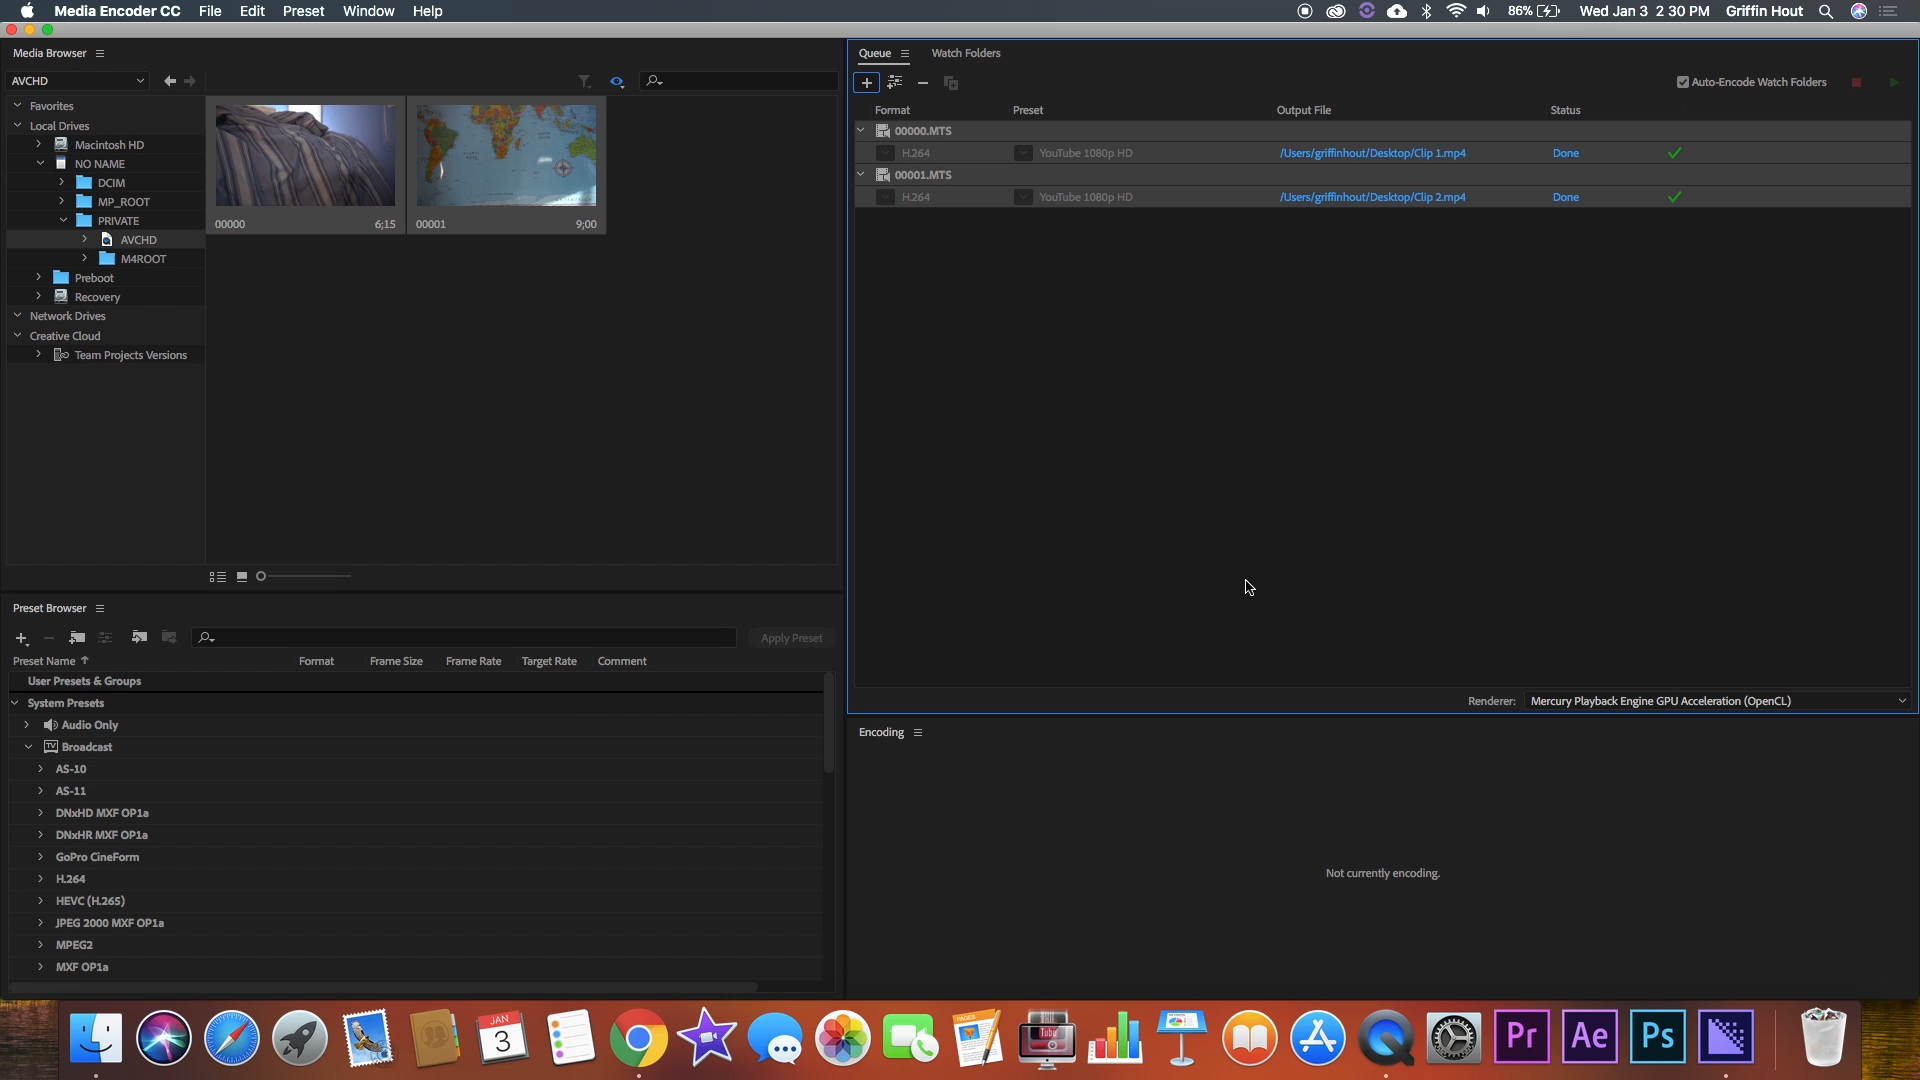 Media Encoder CC File Edit Preset Window Help 86% Wed Jan 3 2 30 PM Griffin Hout
Media Browser
AVCHD
Favorites
Local Drives
Macintosh HD
NO NAME
DCIM
MP_ROOT
PRIVATE
AVCHD
M4ROOT
Preboot
Recovery
Network Drives
Creative Cloud
Team Projects Versions
00000 6;15
00001 9;00
Queue Watch Folders
Auto-Encode Watch Folders
Format Preset Output File Status
00000.MTS
H.264 YouTube 1080p HD /Users/griffinhout/Desktop/Clip 1.mp4 Done
00001.MTS
H.264 YouTube 1080p HD /Users/griffinhout/Desktop/Clip 2.mp4 Done
Renderer: Mercury Playback Engine GPU Acceleration (OpenCL)
Preset Browser
Apply Preset
Preset Name Format Frame Size Frame Rate Target Rate Comment
User Presets & Groups
System Presets
Audio Only
TV Broadcast
AS-10
AS-11
DNxHD MXF OP1a
DNxHR MXF OP1a
GoPro CineForm
H.264
HEVC (H.265)
JPEG 2000 MXF OP1a
MPEG2
MXF OP1a
Encoding
Not currently encoding.
JAN
3
PAGES
Tube
Pr
Ae
Ps